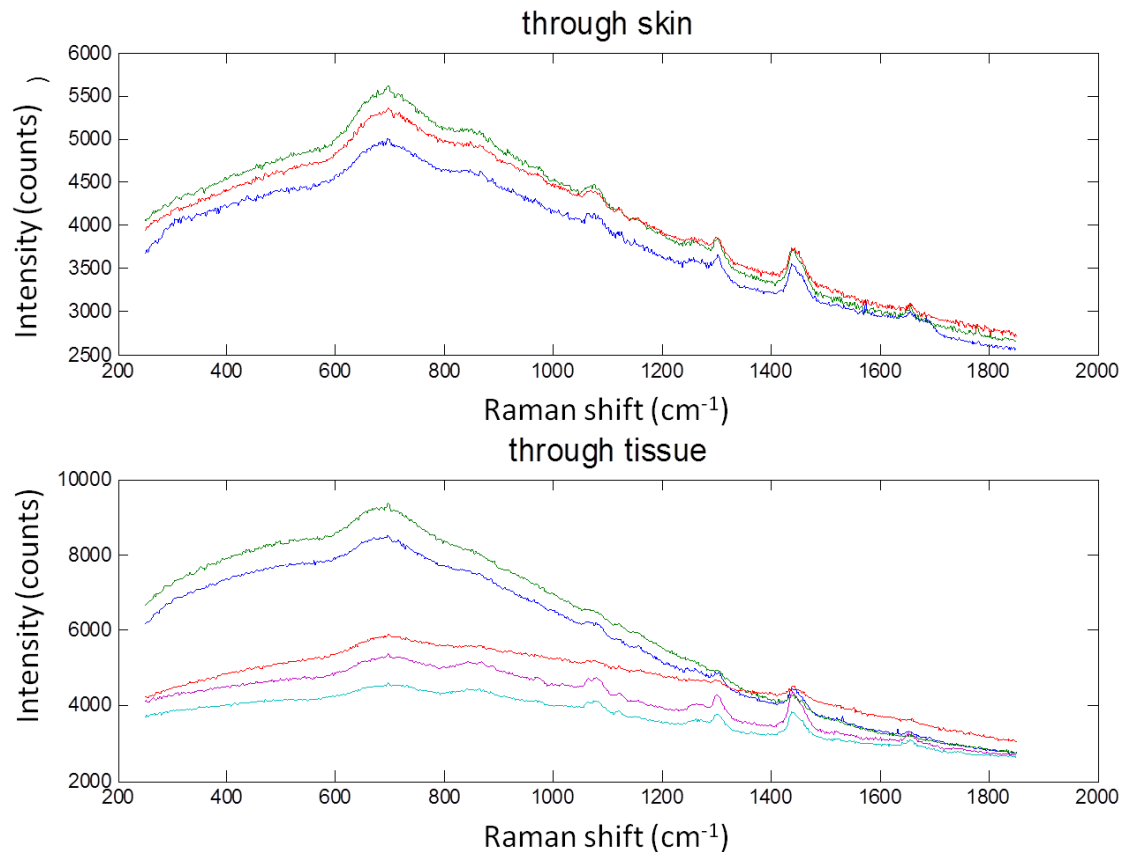 through skin
6000
5500
5000
4500
4000
3500
3000
2500
Intensity (counts)
)
200 400 600 800 1000 1200 1400 1600 1800 2000
Raman shift (cm⁻¹)
through tissue
10000
8000
6000
4000
2000
Intensity (counts)
200 400 600 800 1000 1200 1400 1600 1800 2000
Raman shift (cm⁻¹)